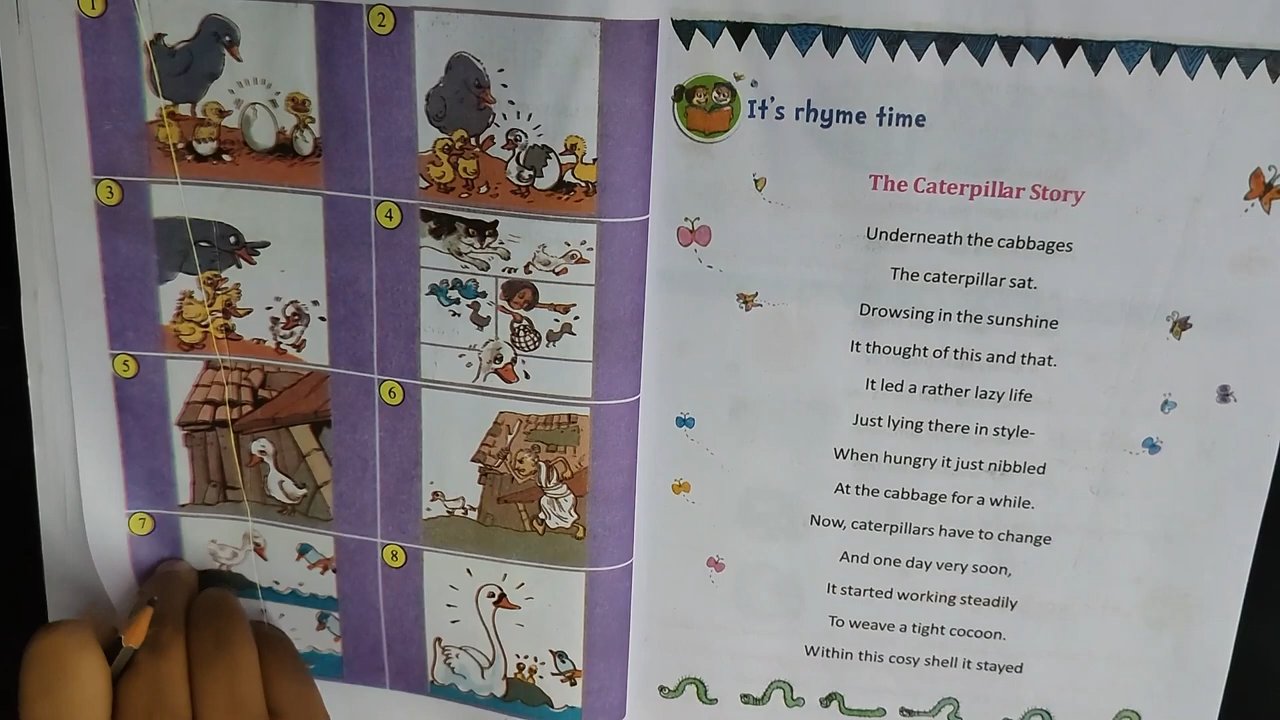 1
2
3
4
5
6
7
8
It's rhyme time
The Caterpillar Story
Underneath the cabbages
The caterpillar sat.
Drowsing in the sunshine
It thought of this and that.
It led a rather lazy life
Just lying there in style-
When hungry it just nibbled
At the cabbage for a while.
Now, caterpillars have to change
And one day very soon,
It started working steadily
To weave a tight cocoon.
Within this cosy shell it stayed